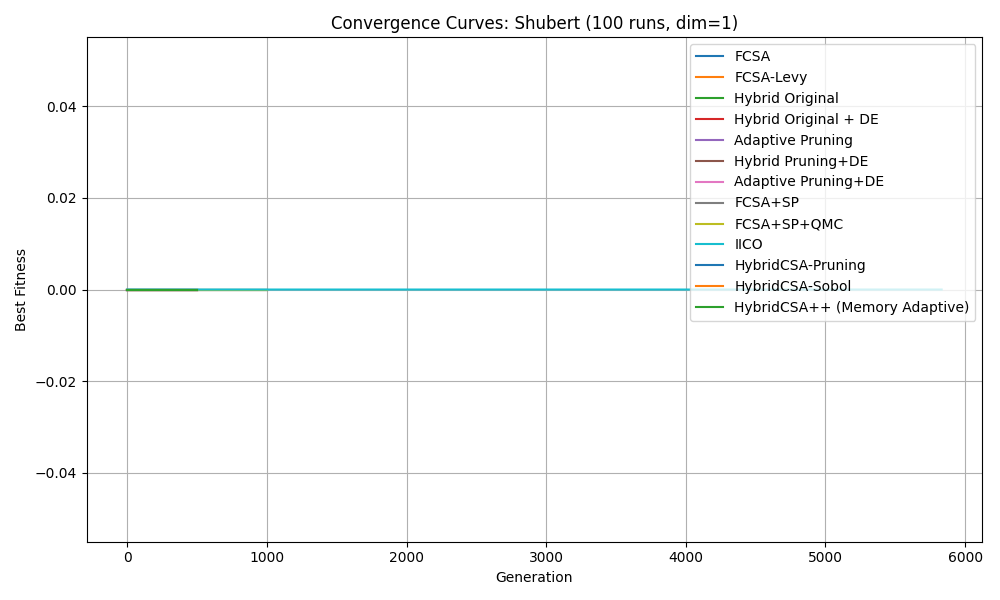 Convergence Curves: Shubert (100 runs, dim=1)
FCSA
FCSA-Levy
Hybrid Original
Hybrid Original + DE
Adaptive Pruning
Hybrid Pruning+DE
Adaptive Pruning+DE
FCSA+SP
FCSA+SP+QMC
IICO
HybridCSA-Pruning
HybridCSA-Sobol
HybridCSA++ (Memory Adaptive)
Best Fitness
0.04
0.02
0.00
−0.02
−0.04
0
1000
2000
3000
4000
5000
6000
Generation